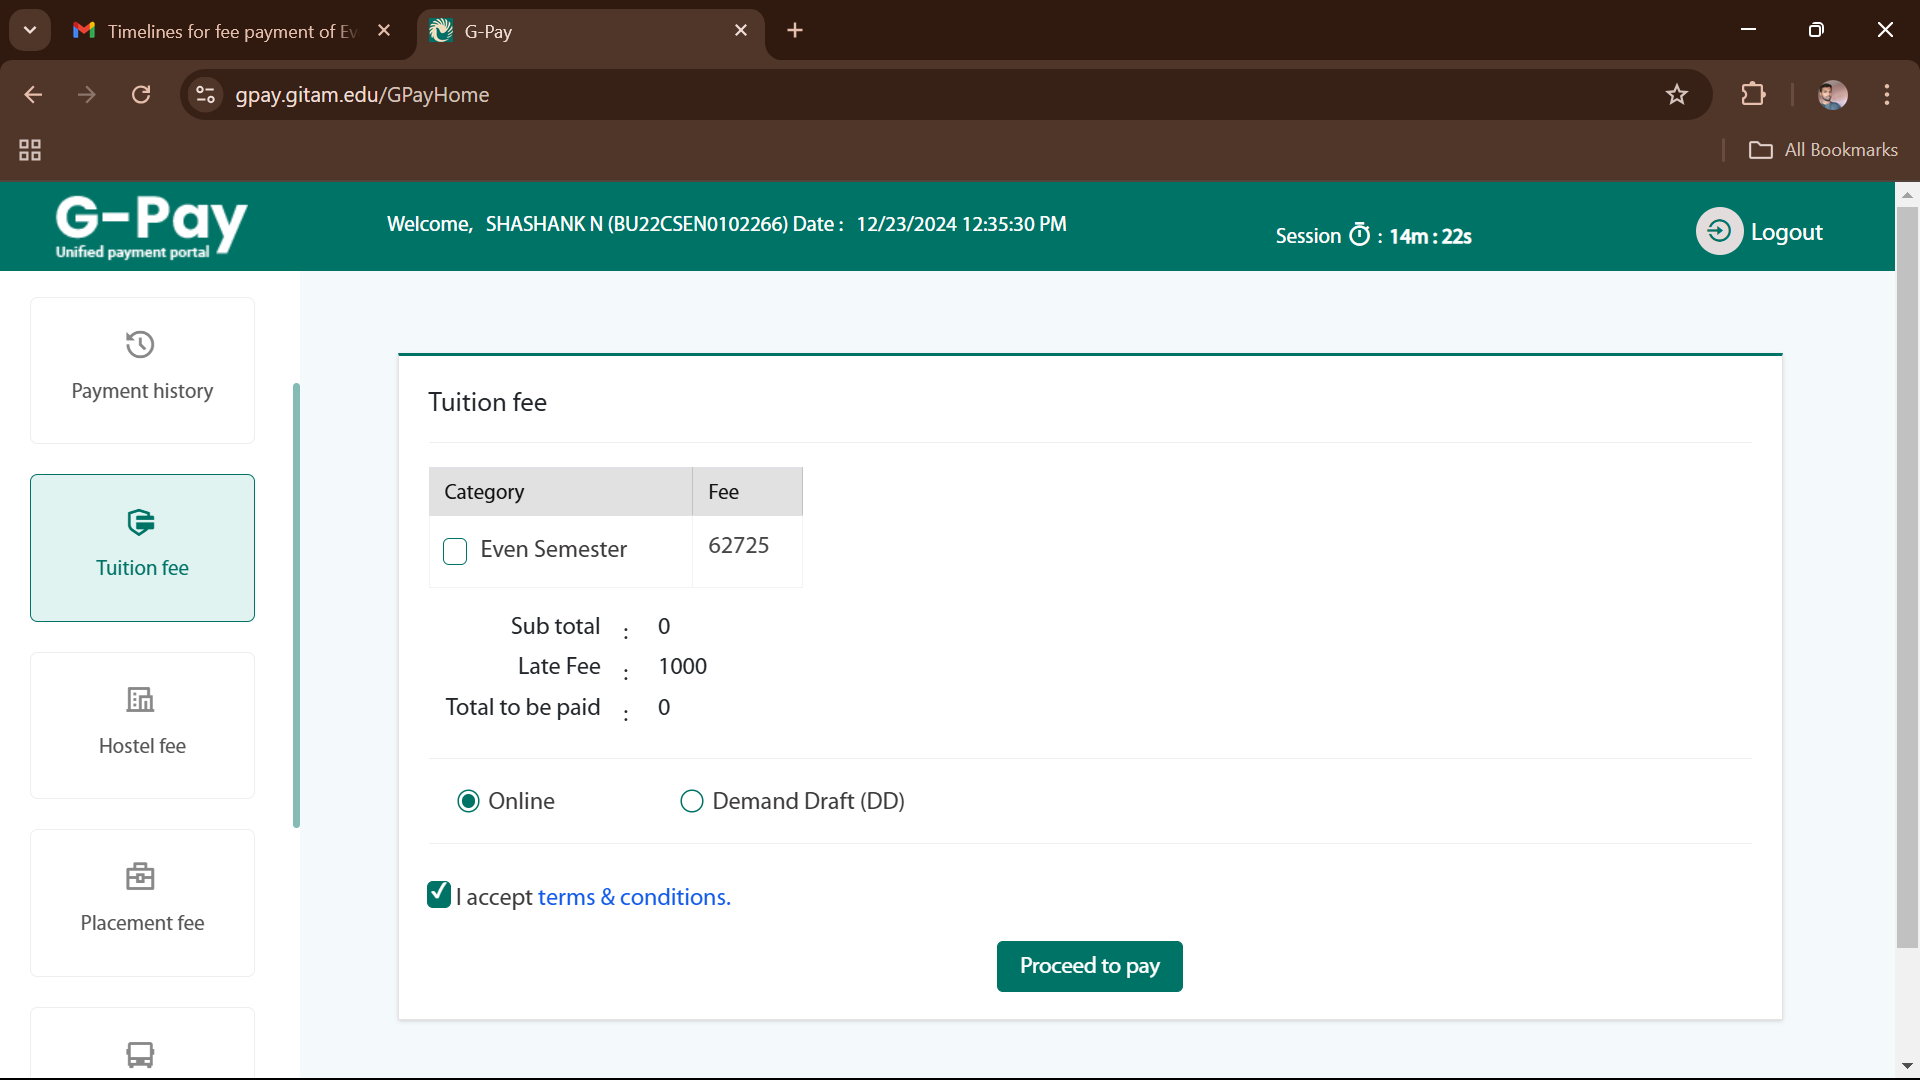 Timelines for fee payment of Ev
G-Pay
gpay.gitam.edu/GPayHome
All Bookmarks
G-Pay
Unified payment portal
Welcome, SHASHANK N (BU22CSEN0102266) Date : 12/23/2024 12:35:30 PM
Session : 14m : 22s
Logout
Payment history
Tuition fee
Hostel fee
Placement fee
Tuition fee
Category Fee
Even Semester 62725
Sub total : 0
Late Fee : 1000
Total to be paid : 0
Online Demand Draft (DD)
I accept terms & conditions.
Proceed to pay